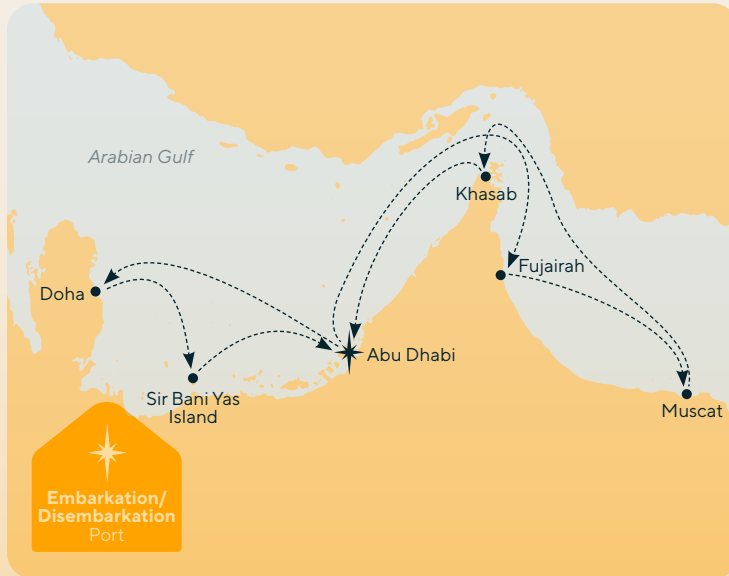 Arabian Gulf
Khasab
Fujairah
Doha
Abu Dhabi
Sir Bani Yas
Island
Muscat
Embarkation/
Disembarkation
Port